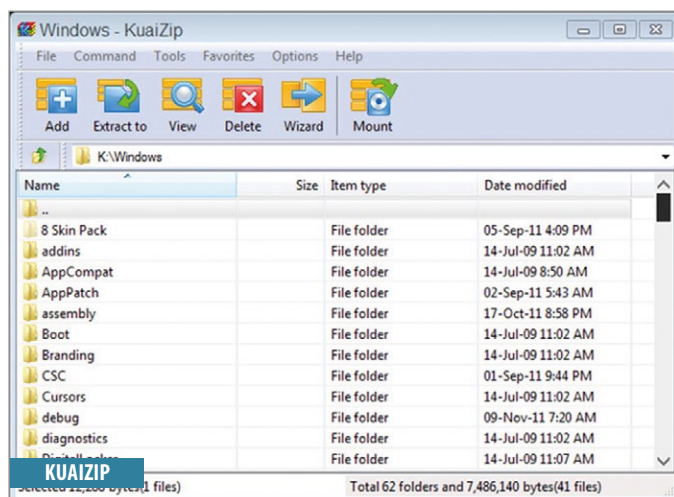 Windows - KuaiZip
File Command Tools Favorites Options Help
Add Extract to View Delete Wizard Mount
K:\Windows
Name Size Item type Date modified
..
8 Skin Pack File folder 05-Sep-11 4:09 PM
addins File folder 14-Jul-09 11:02 AM
AppCompat File folder 14-Jul-09 8:50 AM
AppPatch File folder 02-Sep-11 5:43 AM
assembly File folder 17-Oct-11 8:58 PM
Boot File folder 14-Jul-09 11:02 AM
Branding File folder 14-Jul-09 11:02 AM
CSC File folder 01-Sep-11 9:44 PM
Cursors File folder 14-Jul-09 11:02 AM
debug File folder 09-Nov-11 7:20 AM
diagnostics File folder 14-Jul-09 11:02 AM
File folder 14-Jul-09 11:07 AM
KUAIZIP
files) Total 62 folders and 7,486,140 bytes(41 files)